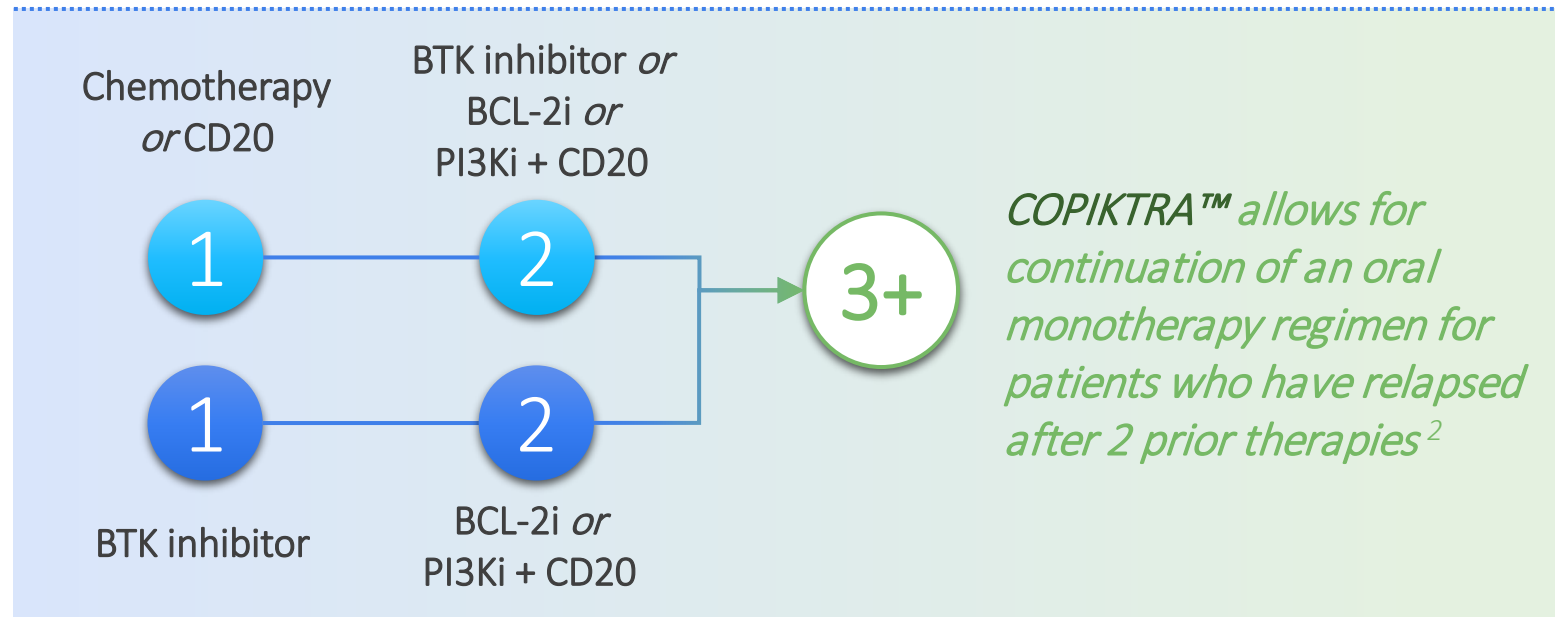 Chemotherapy
or CD20
BTK inhibitor or
BCL-2i or
PI3Ki + CD20
1
2
3+
COPIKTRA™ allows for
continuation of an oral
monotherapy regimen for
patients who have relapsed
after 2 prior therapies 2
1
2
BTK inhibitor
BCL-2i or
PI3Ki + CD20